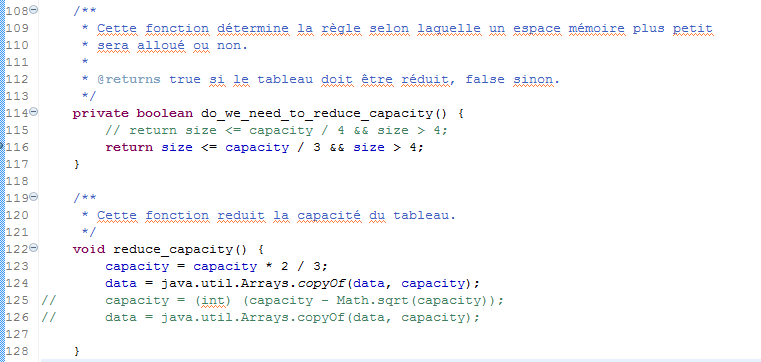 108 /**
109 * Cette fonction détermine la règle selon laquelle un espace mémoire plus petit
110 * sera alloué ou non.
111 *
112 * @returns true si le tableau doit être réduit, false sinon.
113 */
114 private boolean do_we_need_to_reduce_capacity() {
115 // return size <= capacity / 4 && size > 4;
116 return size <= capacity / 3 && size > 4;
117 }
118
119 /**
120 * Cette fonction reduit la capacité du tableau.
121 */
122 void reduce_capacity() {
123 capacity = capacity * 2 / 3;
124 data = java.util.Arrays.copyOf(data, capacity);
125 // capacity = (int) (capacity - Math.sqrt(capacity));
126 // data = java.util.Arrays.copyOf(data, capacity);
127
128 }